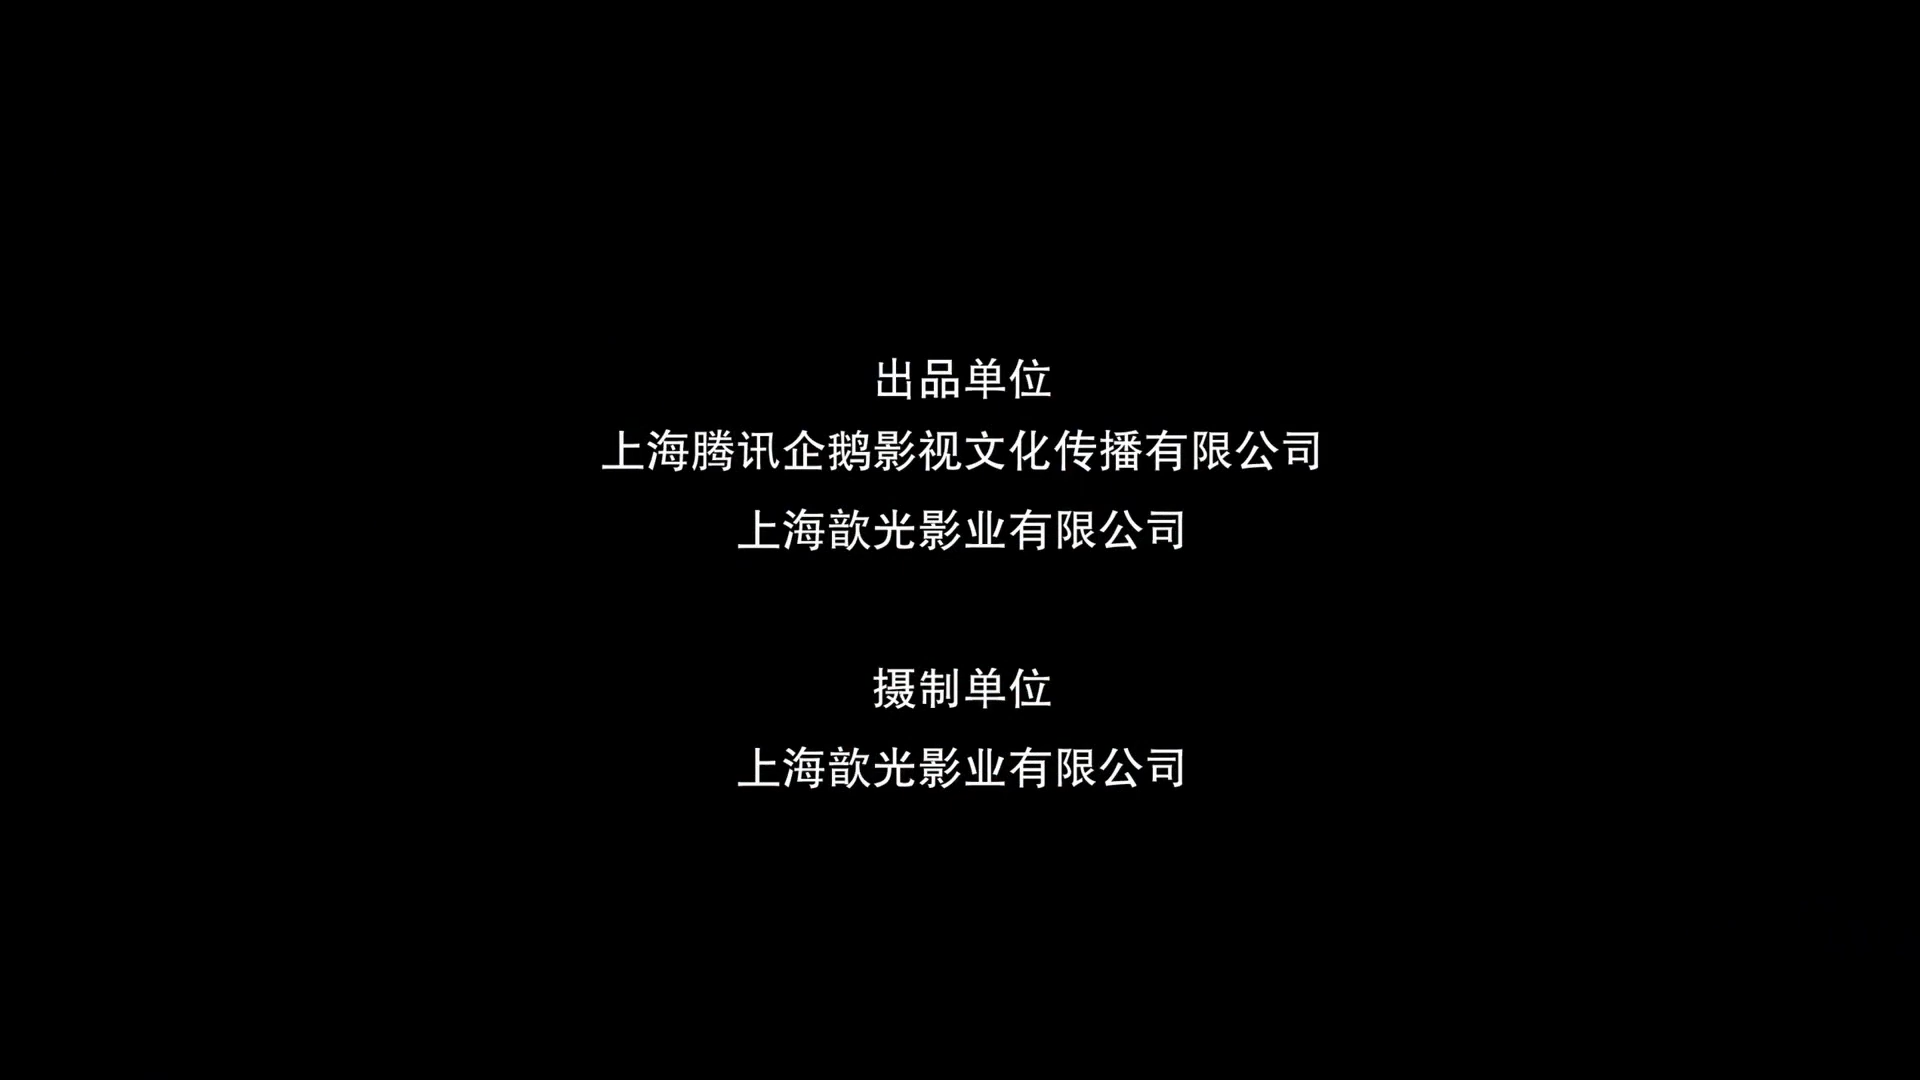 出品单位
上海腾讯企鹅影视文化传播有限公司
上海歆光影业有限公司
摄制单位
上海歆光影业有限公司